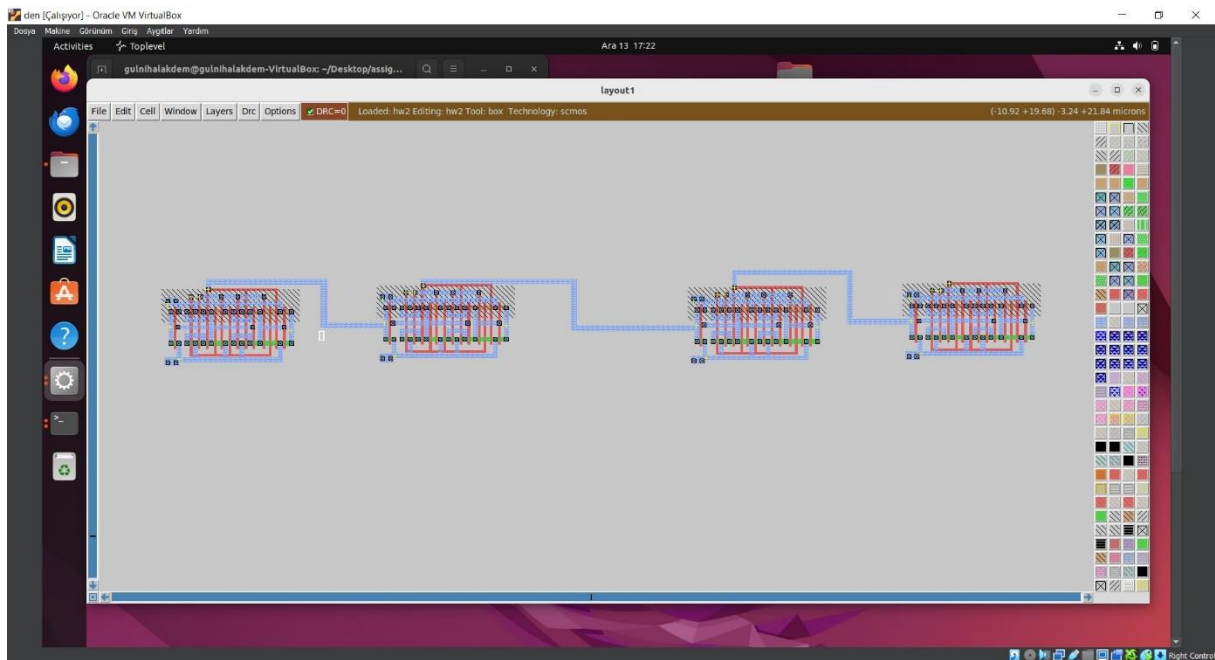 den [Çalışıyor] - Oracle VM VirtualBox
Dosya Makine Görünüm Giriş Aygıtlar Yardım
Activities Toplevel Ara 13 17:22
gulnihalakdem@gulnihalakdem-VirtualBox: ~/Desktop/assig...
layout1
File Edit Cell Window Layers Drc Options DRC=0 Loaded: hw2 Editing: hw2 Tool: box Technology: scmos (-10.92 +19.68) -3.24 +21.84 microns
Right Control